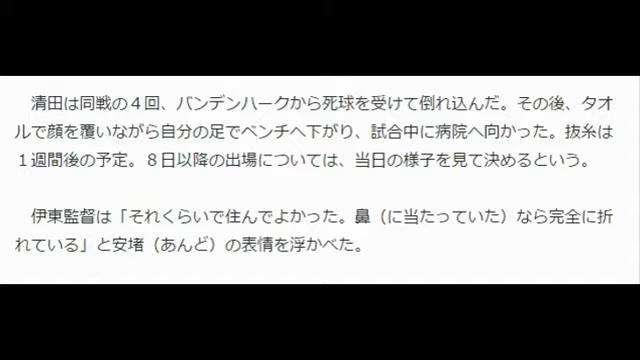 清田は同戦の４回、バンデンハークから死球を受けて倒れ込んだ。その後、タオ
ルで顔を覆いながら自分の足でベンチへ下がり、試合中に病院へ向かった。抜糸は
１週間後の予定。８日以降の出場については、当日の様子を見て決めるという。
伊東監督は「それくらいで住んでよかった。鼻（に当たっていた）なら完全に折
れている」と安堵（あんど）の表情を浮かべた。